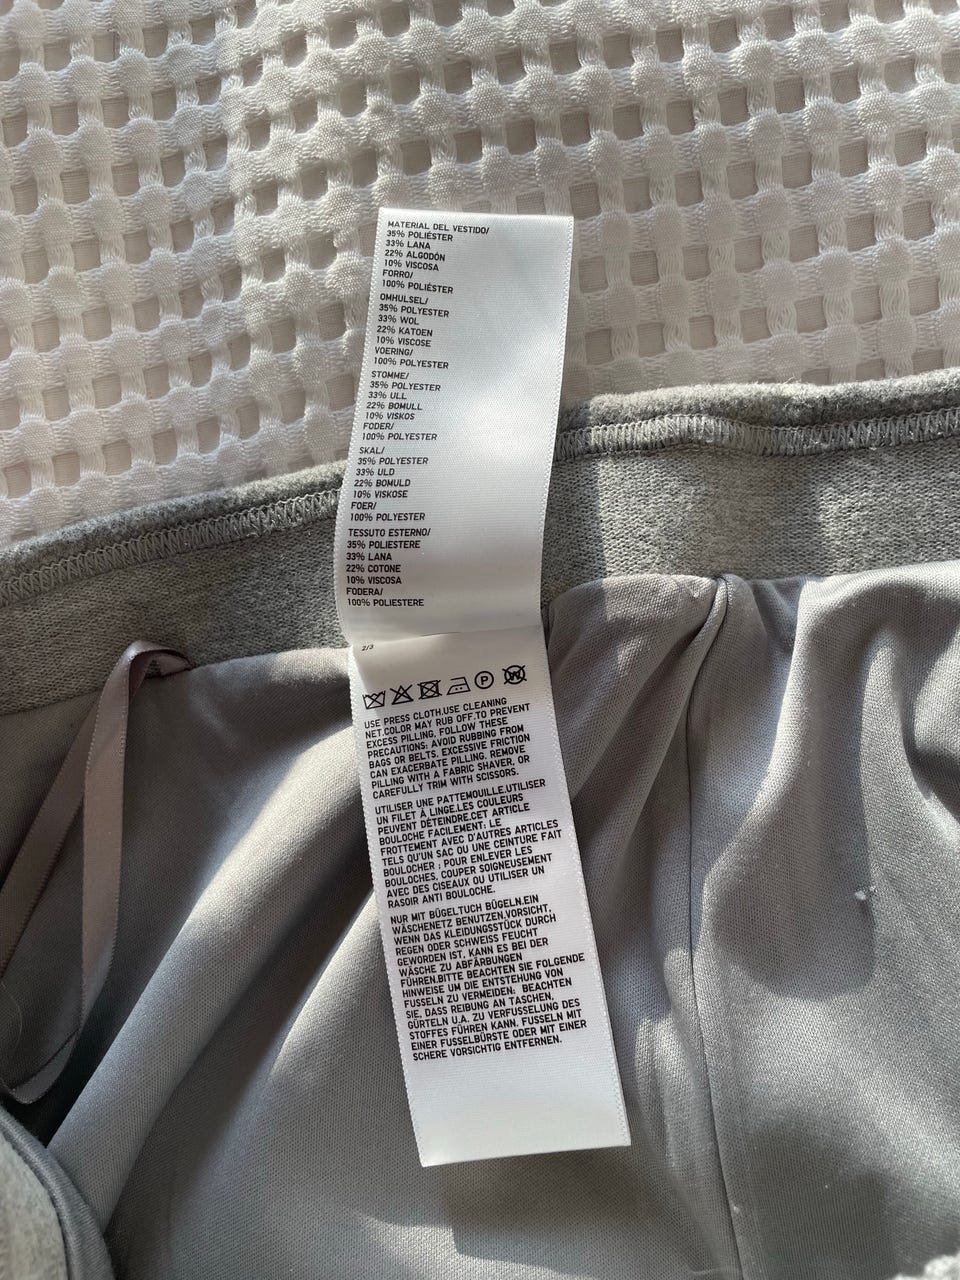 MATERIAL DEL VESTIDO/
35% POLIÉSTER
33% LANA
22% ALGODÓN
10% VISCOSA
FORRO/
100% POLIÉSTER
OMHULSEL/
35% POLYESTER
33% WOL
22% KATOEN
10% VISCOSE
VOERING/
100% POLYESTER
STOMME/
35% POLYESTER
33% ULL
22% BOMULL
10% VISKOS
FODER/
100% POLYESTER
SKAL/
35% POLYESTER
33% ULD
22% BOMULD
10% VISKOSE
FOER/
100% POLYESTER
TESSUTO ESTERNO/
35% POLIESTERE
33% LANA
22% COTONE
10% VISCOSA
FODERA/
100% POLIESTERE
2/3
P W
USE PRESS CLOTH.USE CLEANING
NET.COLOR MAY RUB OFF.TO PREVENT
EXCESS PILLING, FOLLOW THESE
PRECAUTIONS: AVOID RUBBING FROM
BAGS OR BELTS. EXCESSIVE FRICTION
CAN EXACERBATE PILLING. REMOVE
PILLING WITH A FABRIC SHAVER, OR
CAREFULLY TRIM WITH SCISSORS.
UTILISER UNE PATTEMOUILLE.UTILISER
UN FILET À LINGE.LES COULEURS
PEUVENT DÉTEINDRE.CET ARTICLE
BOULOCHE FACILEMENT: LE
FROTTEMENT AVEC D'AUTRES ARTICLES
TELS QU'UN SAC OU UNE CEINTURE FAIT
BOULOCHER ; POUR ENLEVER LES
BOULOCHES, COUPER SOIGNEUSEMENT
AVEC DES CISEAUX OU UTILISER UN
RASOIR ANTI BOULOCHE.
NUR MIT BÜGELTUCH BÜGELN.EIN
WÄSCHENETZ BENUTZEN.VORSICHT,
WENN DAS KLEIDUNGSSTÜCK DURCH
REGEN ODER SCHWEISS FEUCHT
GEWORDEN IST, KANN ES BEI DER
WÄSCHE ZU ABFÄRBUNGEN
FÜHREN.BITTE BEACHTEN SIE FOLGENDE
HINWEISE UM DIE ENTSTEHUNG VON
FUSSELN ZU VERMEIDEN: BEACHTEN
SIE, DASS REIBUNG AN TASCHEN,
GÜRTELN U.A. ZU VERFUSSELUNG DES
STOFFES FÜHREN KANN. FUSSELN MIT
EINER FUSSELBÜRSTE ODER MIT EINER
SCHERE VORSICHTIG ENTFERNEN.